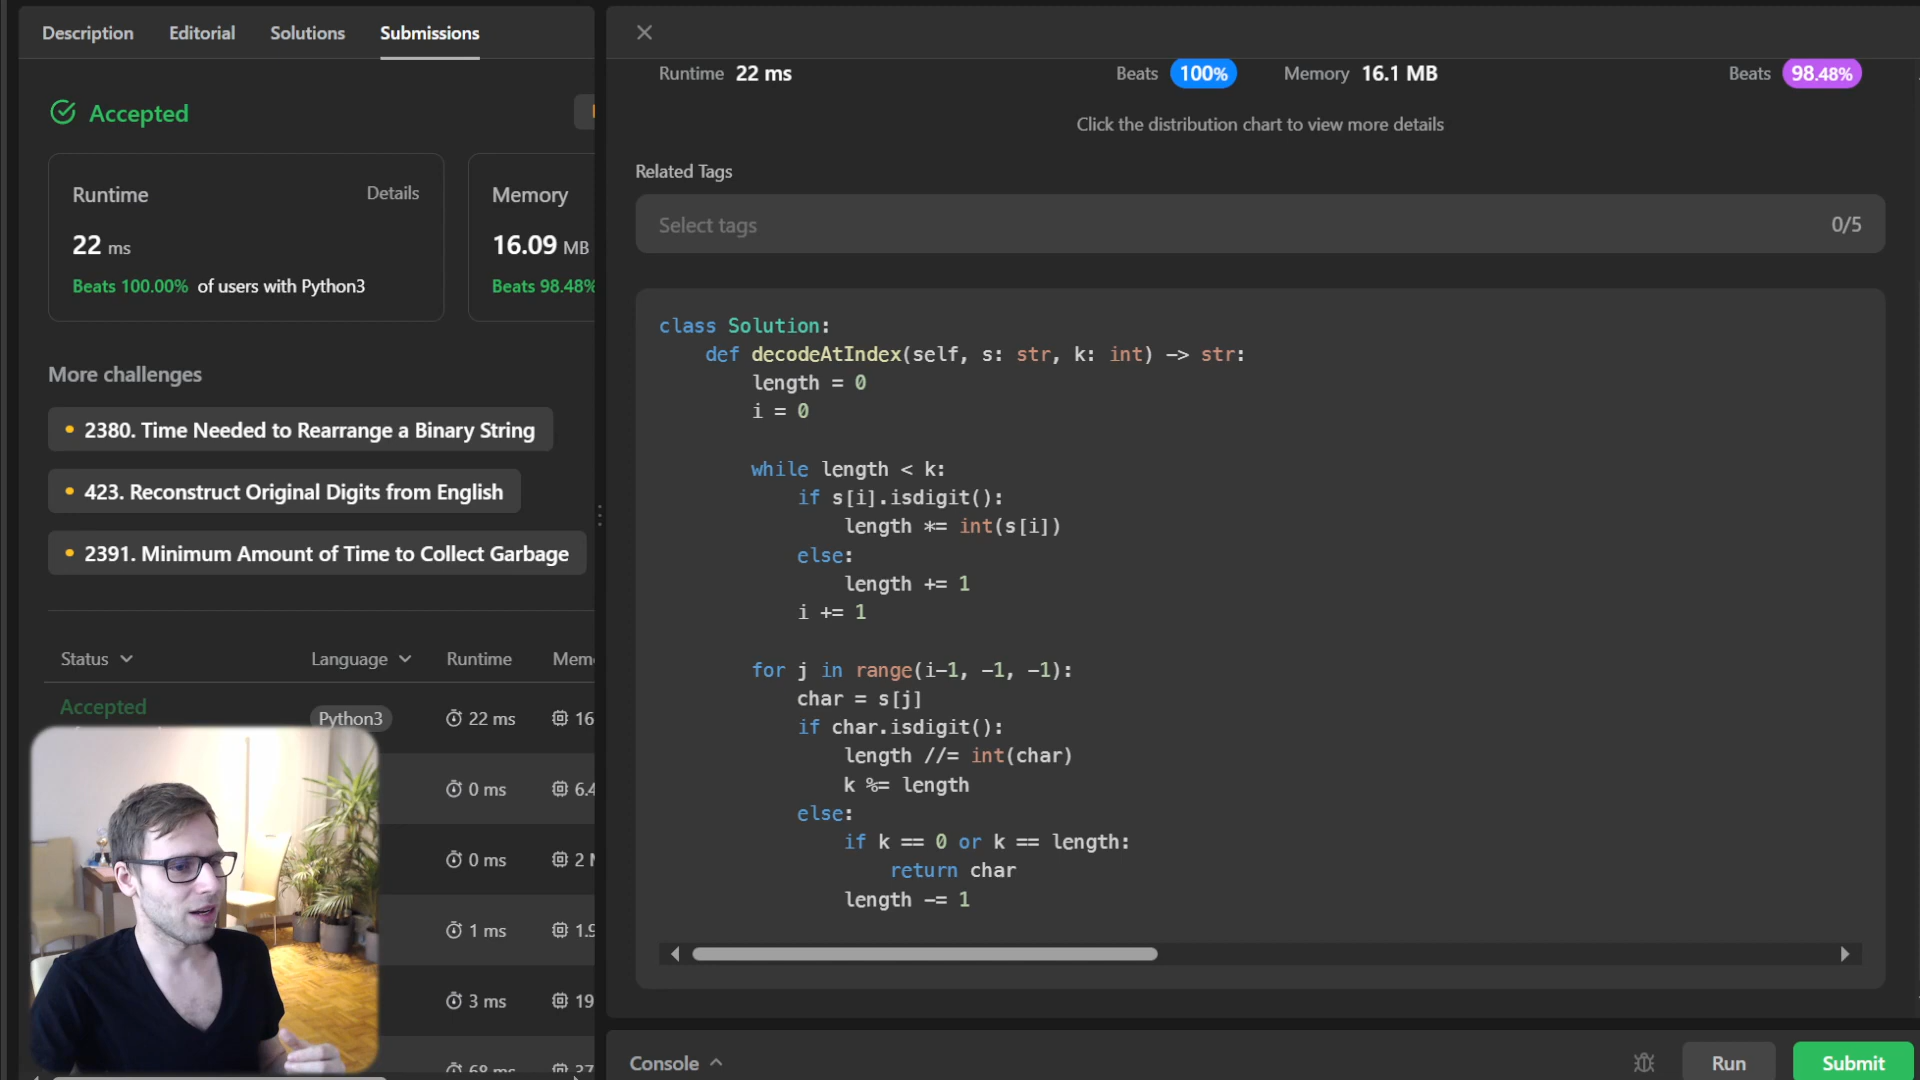 Description Editorial Solutions Submissions
Accepted
Runtime Details
22 ms
Beats 100.00% of users with Python3
Memory
16.09 MB
Beats 98.48%
More challenges
2380. Time Needed to Rearrange a Binary String
423. Reconstruct Original Digits from English
2391. Minimum Amount of Time to Collect Garbage
Status Language Runtime
Accepted
Python3 22 ms 16
0 ms 6.4
0 ms 2
1 ms 1.9
3 ms 19
Runtime 22 ms Beats 100% Memory 16.1 MB Beats 98.48%
Click the distribution chart to view more details
Related Tags
Select tags 0/5
class Solution:
def decodeAtIndex(self, s: str, k: int) -> str:
length = 0
i = 0
while length < k:
if s[i].isdigit():
length *= int(s[i])
else:
length += 1
i += 1
for j in range(i-1, -1, -1):
char = s[j]
if char.isdigit():
length //= int(char)
k %= length
else:
if k == 0 or k == length:
return char
length -= 1
Console Run Submit